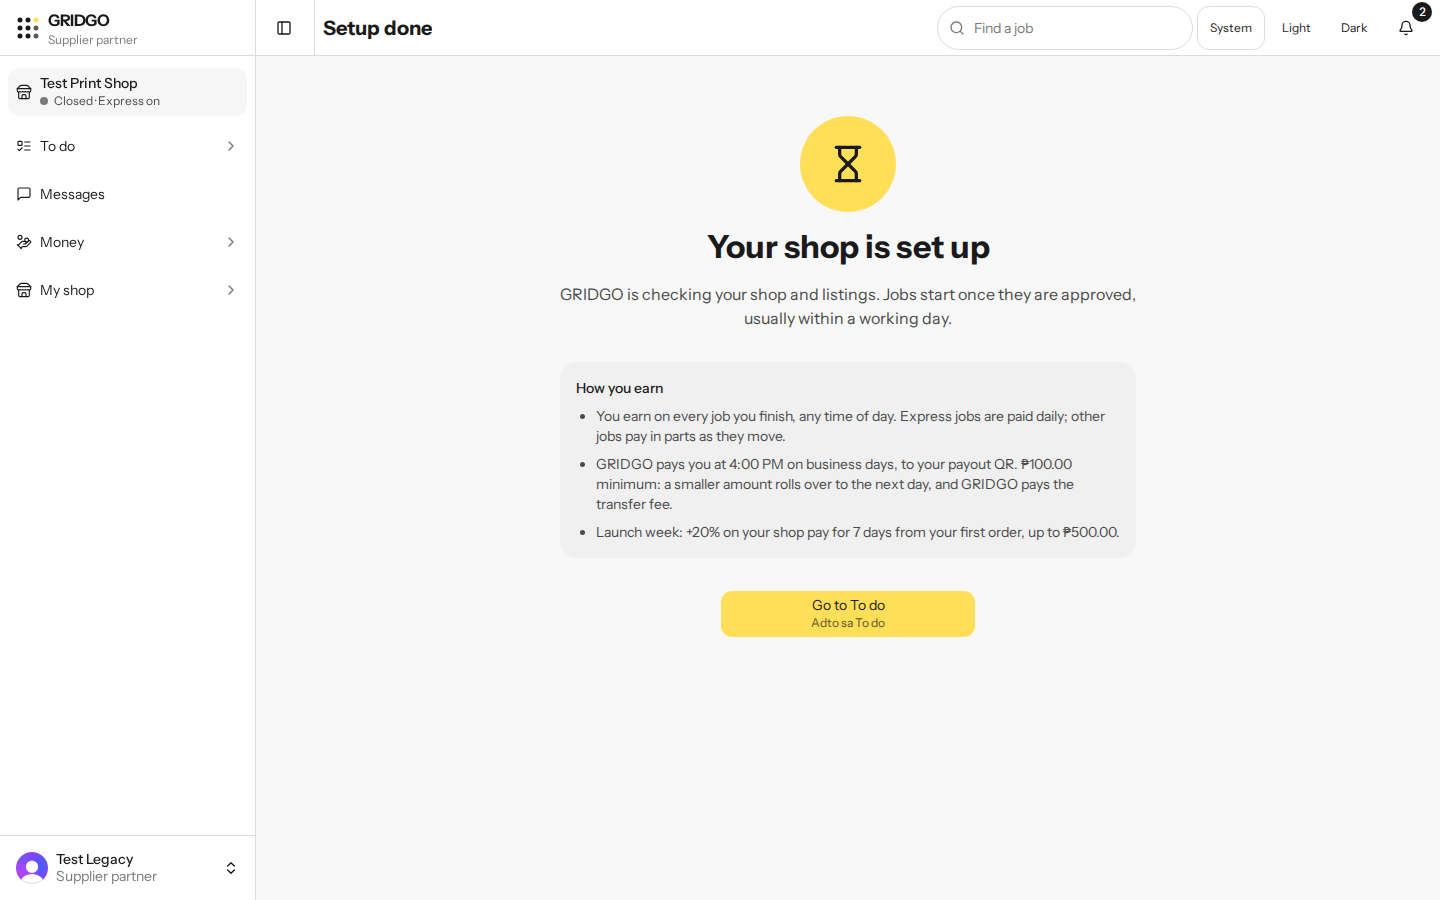 GRIDGO
Supplier partner
Setup done
Find a job
System
Light
Dark
2
Test Print Shop
Closed · Express on
To do
Messages
Money
My shop
Your shop is set up
GRIDGO is checking your shop and listings. Jobs start once they are approved,
usually within a working day.
How you earn
• You earn on every job you finish, any time of day. Express jobs are paid daily; other
jobs pay in parts as they move.
• GRIDGO pays you at 4:00 PM on business days, to your payout QR. ₱100.00
minimum: a smaller amount rolls over to the next day, and GRIDGO pays the
transfer fee.
• Launch week: +20% on your shop pay for 7 days from your first order, up to ₱500.00.
Go to To do
Adto sa To do
Test Legacy
Supplier partner